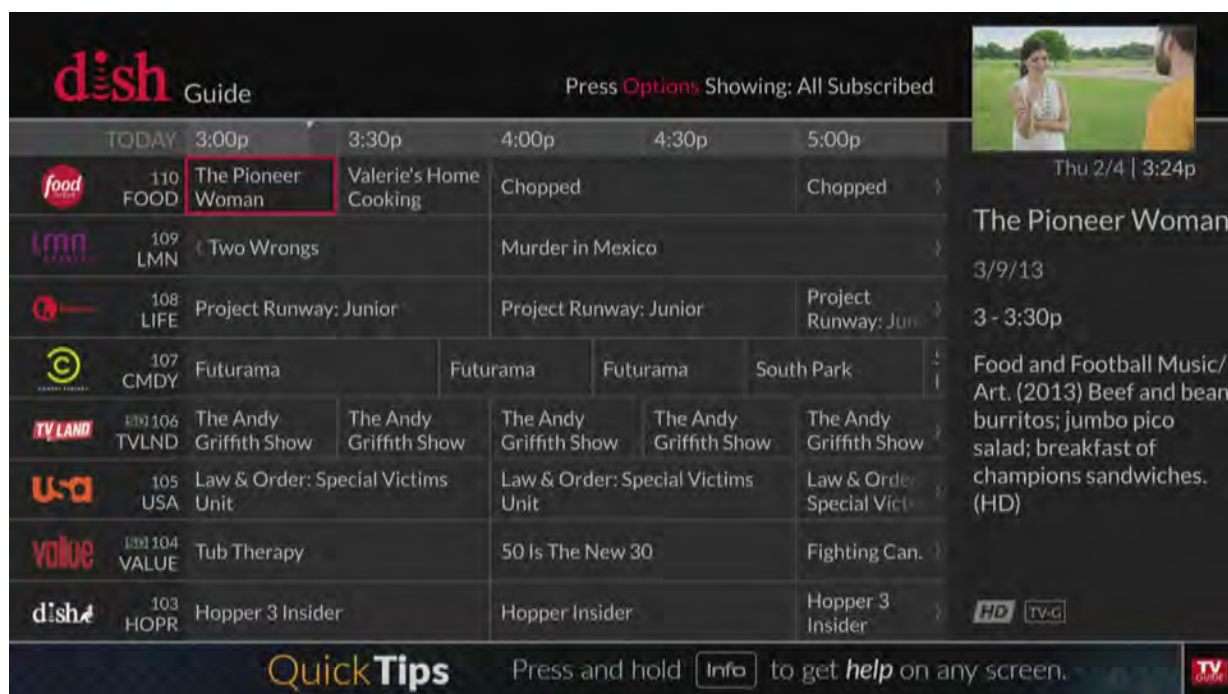 dish Guide
Press Options Showing: All Subscribed
TODAY 3:00p 3:30p 4:00p 4:30p 5:00p
Thu 2/4 | 3:24p
food
110
FOOD
The Pioneer
Woman
Valerie's Home
Cooking
Chopped
Chopped
lmn
109
LMN
Two Wrongs
Murder in Mexico
108
LIFE
Project Runway: Junior
Project Runway: Junior
Project
Runway: Jun
107
CMDY
Futurama
Futurama
Futurama
South Park
TV LAND
106
TVLND
The Andy
Griffith Show
The Andy
Griffith Show
The Andy
Griffith Show
The Andy
Griffith Show
The Andy
Griffith Show
usa
105
USA
Law & Order: Special Victims
Unit
Law & Order: Special Victims
Unit
Law & Order
Special Vict
value
104
VALUE
Tub Therapy
50 Is The New 30
Fighting Can.
dish
103
HOPR
Hopper 3 Insider
Hopper Insider
Hopper 3
Insider
The Pioneer Woman
3/9/13
3 - 3:30p
Food and Football Music/
Art. (2013) Beef and bean
burritos; jumbo pico
salad; breakfast of
champions sandwiches.
(HD)
HD TV-G
QuickTips Press and hold Info to get help on any screen.
TV
GUIDE